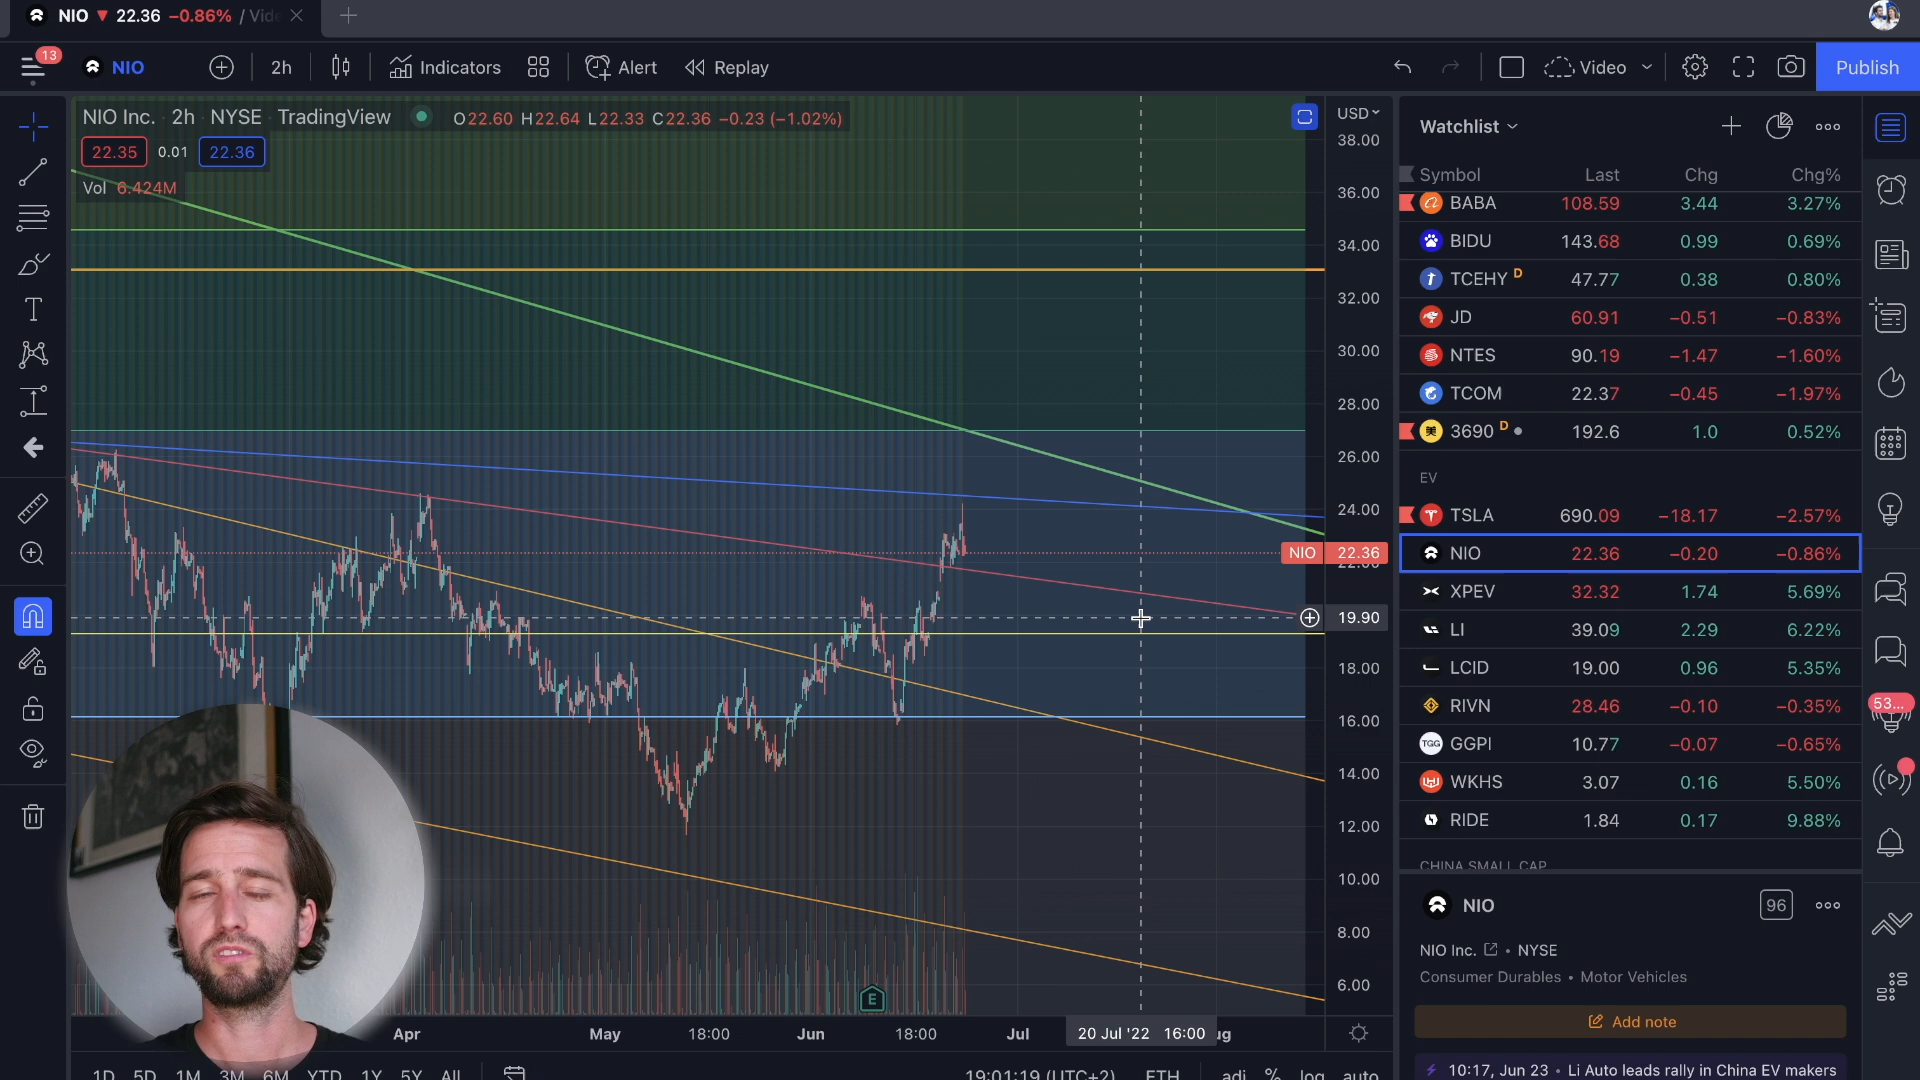 NIO ▼ 22.36 −0.86% / Vide
13
NIO 2h Indicators Alert Replay Video Publish
NIO Inc. · 2h · NYSE · TradingView O22.60 H22.64 L22.33 C22.36 −0.23 (−1.02%)
22.35 0.01 22.36
Vol 6.424M
USD
38.00
36.00
34.00
32.00
30.00
28.00
26.00
24.00
NIO 22.36
22.00
19.90
18.00
16.00
14.00
12.00
10.00
8.00
6.00
E
Apr May 18:00 Jun 18:00 Jul 20 Jul '22 16:00 ug
1D 5D 1M 3M 6M YTD 1Y 5Y All 19:01:19 (UTC+2) ETH adj % log auto
Watchlist
Symbol Last Chg Chg%
BABA 108.59 3.44 3.27%
BIDU 143.68 0.99 0.69%
TCEHY D 47.77 0.38 0.80%
JD 60.91 −0.51 −0.83%
NTES 90.19 −1.47 −1.60%
TCOM 22.37 −0.45 −1.97%
美 3690 D 192.6 1.0 0.52%
EV
TSLA 690.09 −18.17 −2.57%
NIO 22.36 −0.20 −0.86%
XPEV 32.32 1.74 5.69%
LI 39.09 2.29 6.22%
LCID 19.00 0.96 5.35%
RIVN 28.46 −0.10 −0.35%
TGG GGPI 10.77 −0.07 −0.65%
WKHS 3.07 0.16 5.50%
RIDE 1.84 0.17 9.88%
CHINA SMALL CAP
53...
NIO 96
NIO Inc. • NYSE
Consumer Durables • Motor Vehicles
Add note
10:17, Jun 23 • Li Auto leads rally in China EV makers